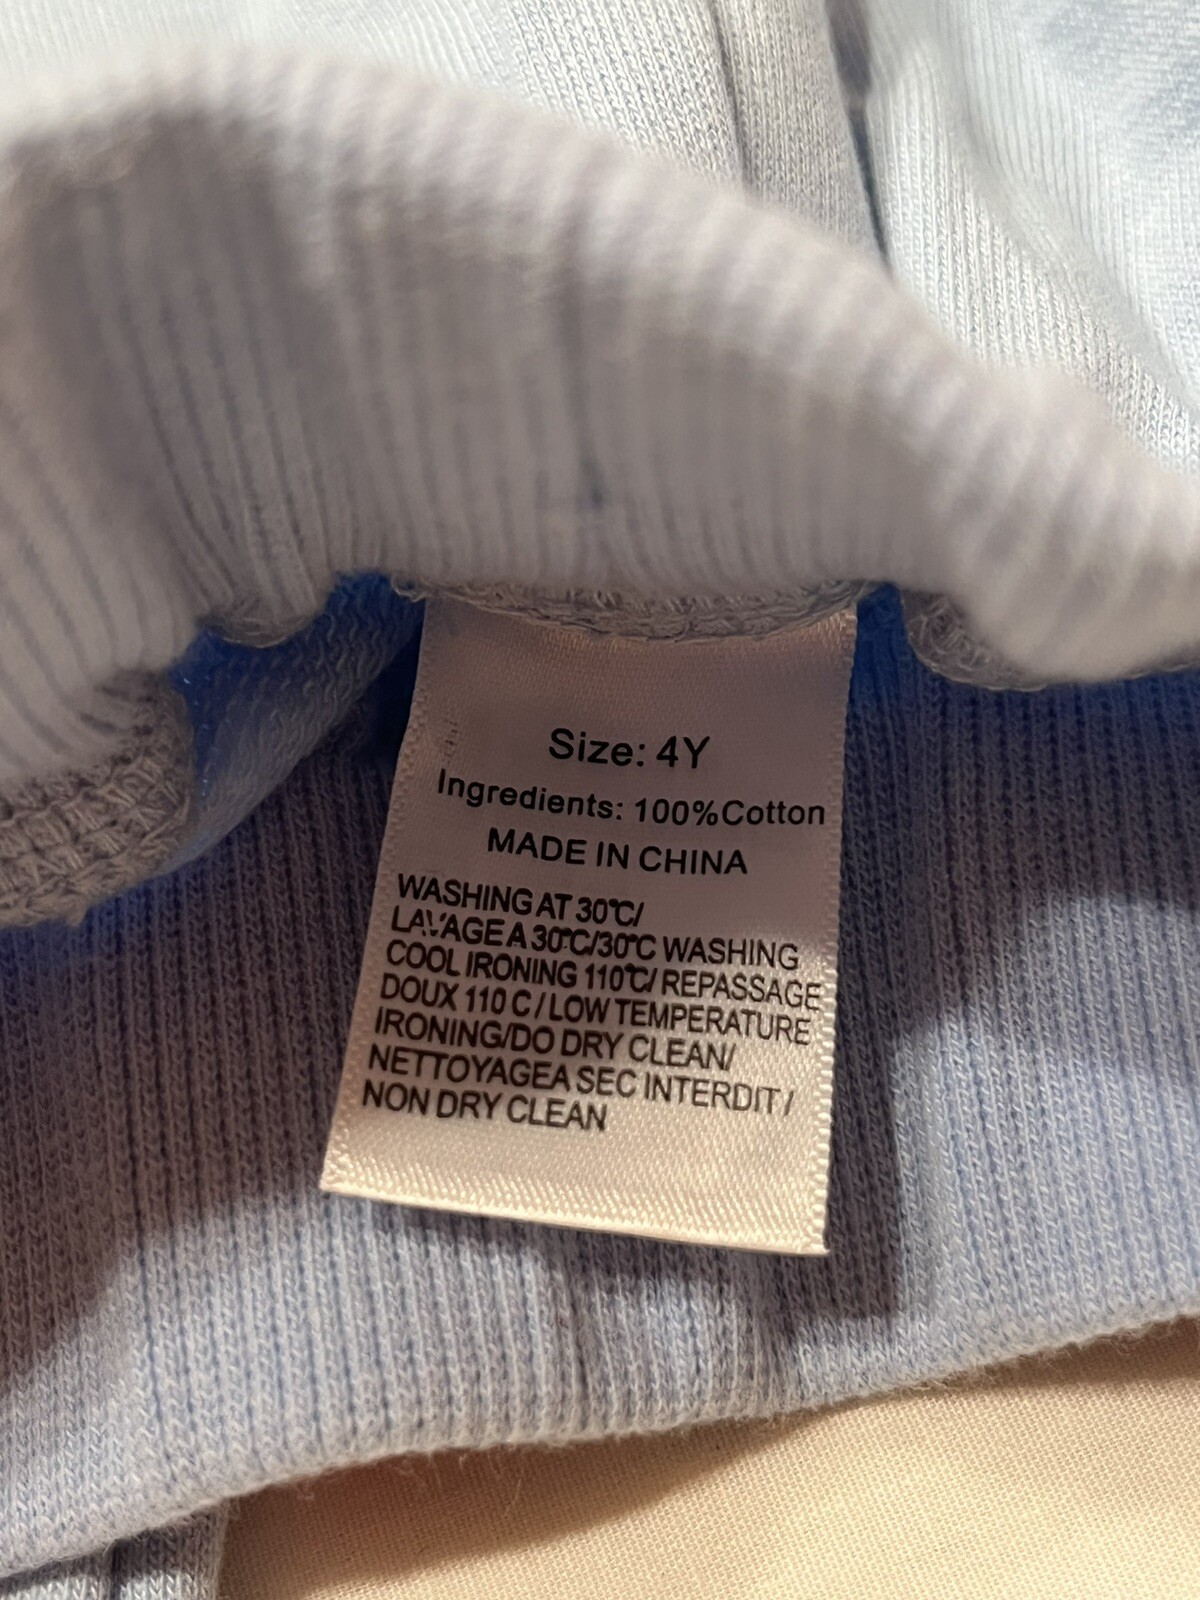 Size: 4Y
Ingredients: 100%Cotton
MADE IN CHINA
WASHING AT 30℃/
LAVAGE A 30℃/30℃ WASHING
COOL IRONING 110℃/ REPASSAGE
DOUX 110 C / LOW TEMPERATURE
IRONING/DO DRY CLEAN/
NETTOYAGEA SEC INTERDIT /
NON DRY CLEAN